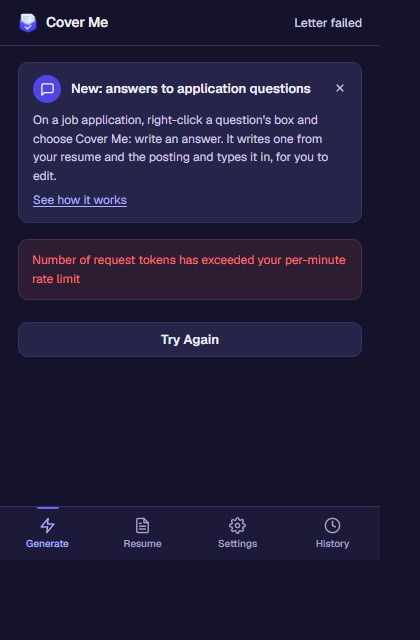 Cover Me
Letter failed
New: answers to application questions
On a job application, right-click a question's box and
choose Cover Me: write an answer. It writes one from
your resume and the posting and types it in, for you to
edit.
See how it works
Number of request tokens has exceeded your per-minute
rate limit
Try Again
Generate
Resume
Settings
History